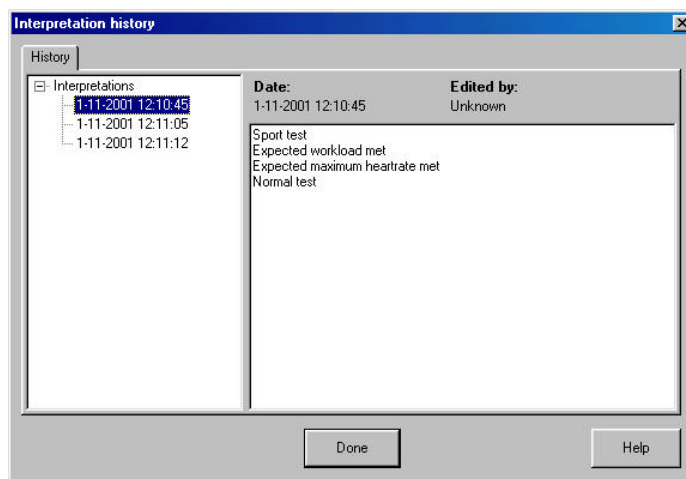 Interpretation history
History
Interpretations
1-11-2001 12:10:45
1-11-2001 12:11:05
1-11-2001 12:11:12
Date:
Edited by:
1-11-2001 12:10:45
Unknown
Sport test
Expected workload met
Expected maximum heartrate met
Normal test
Done
Help